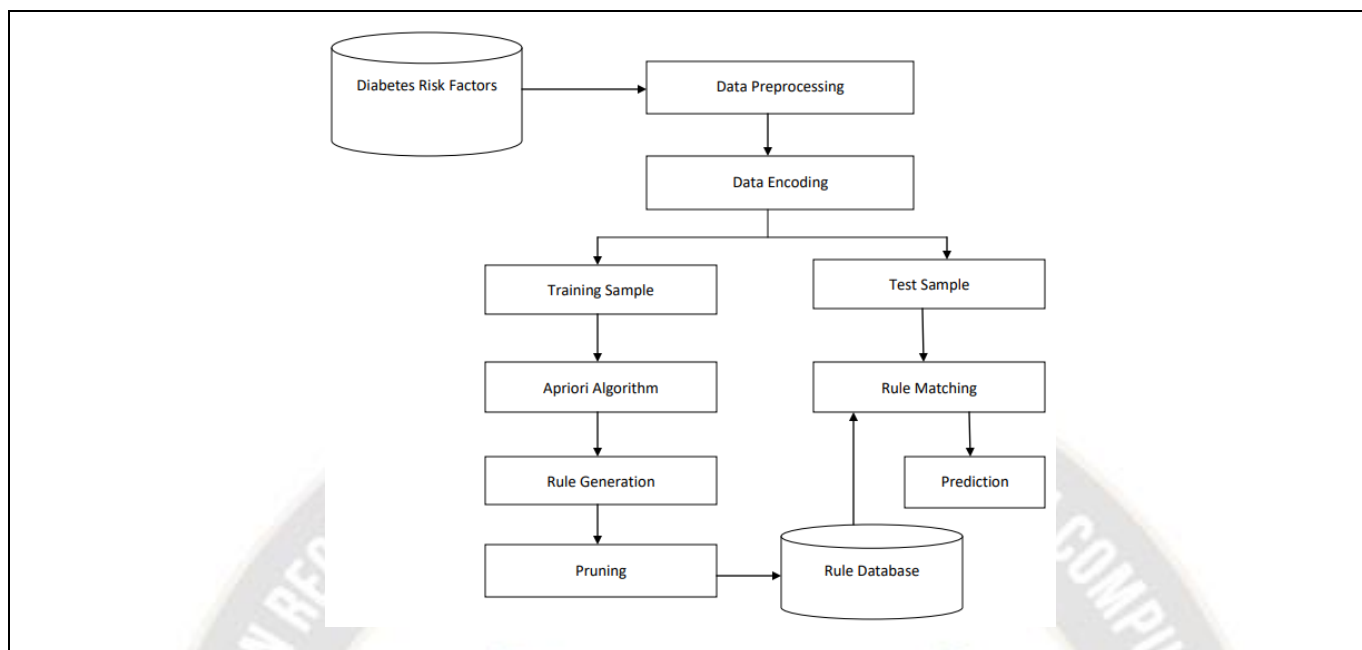 Diabetes Risk Factors
Data Preprocessing
Data Encoding
Training Sample
Test Sample
Apriori Algorithm
Rule Matching
Rule Generation
Prediction
Pruning
Rule Database